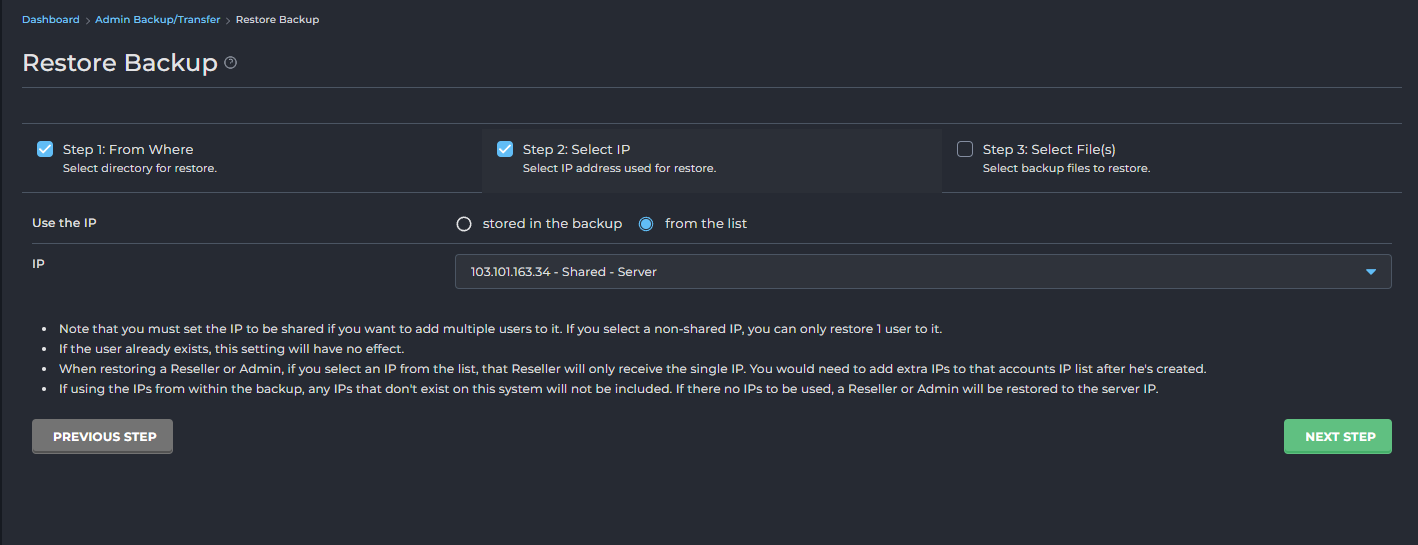 Dashboard > Admin Backup/Transfer > Restore Backup
Restore Backup ?
Step 1: From Where
Select directory for restore.
Step 2: Select IP
Select IP address used for restore.
Step 3: Select File(s)
Select backup files to restore.
Use the IP
stored in the backup
from the list
IP
103.101.163.34 - Shared - Server
• Note that you must set the IP to be shared if you want to add multiple users to it. If you select a non-shared IP, you can only restore 1 user to it.
• If the user already exists, this setting will have no effect.
• When restoring a Reseller or Admin, if you select an IP from the list, that Reseller will only receive the single IP. You would need to add extra IPs to that accounts IP list after he's created.
• If using the IPs from within the backup, any IPs that don't exist on this system will not be included. If there no IPs to be used, a Reseller or Admin will be restored to the server IP.
PREVIOUS STEP
NEXT STEP